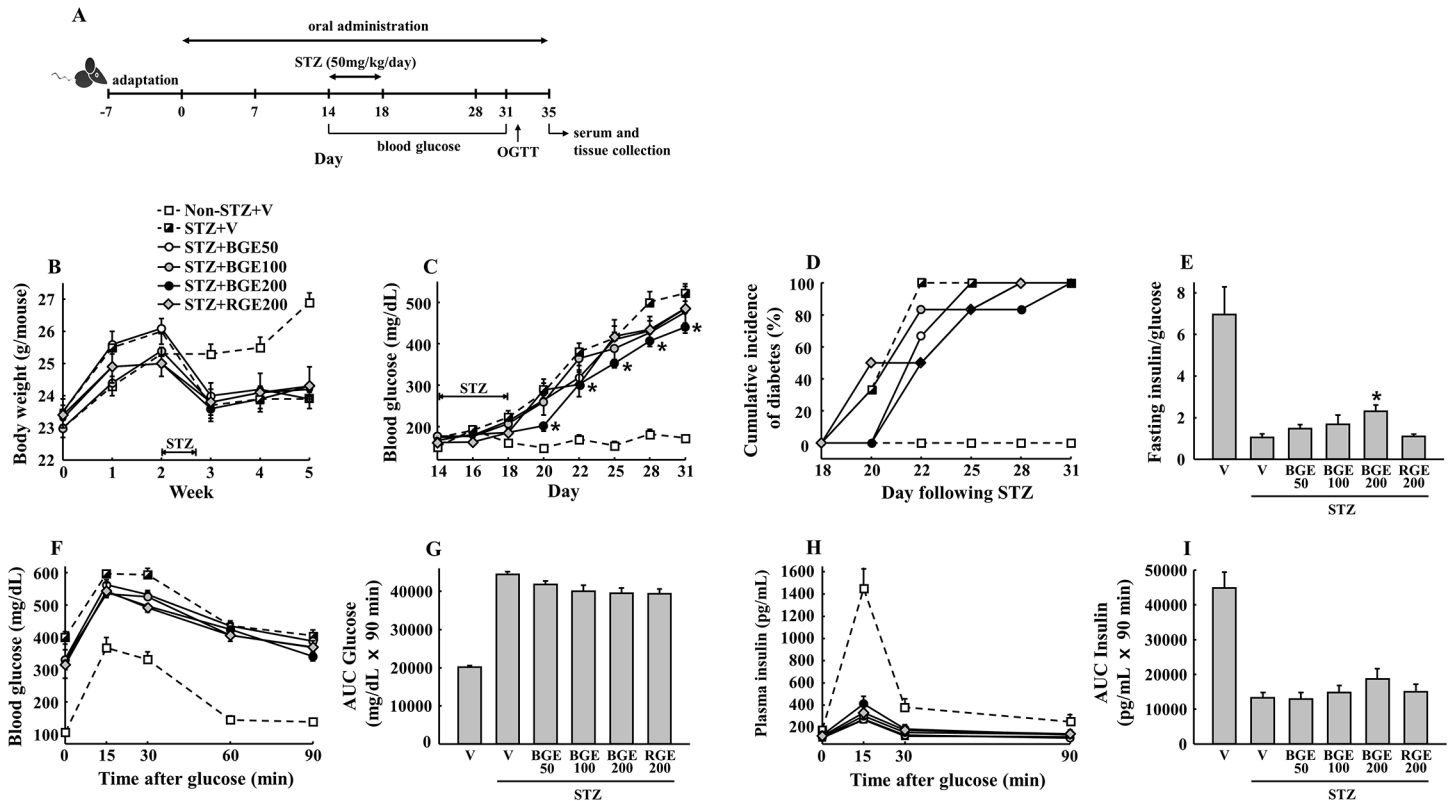 A
oral administration
STZ (50mg/kg/day)
adaptation
-7 0 7 14 18 28 31 35
blood glucose
OGTT
serum and
tissue collection
Day
Non-STZ+V
STZ+V
STZ+BGE50
STZ+BGE100
STZ+BGE200
STZ+RGE200
B
Body weight (g/mouse)
27
26
25
24
23
22
STZ
0 1 2 3 4 5
Week
C
Blood glucose (mg/dL)
500
400
300
200
STZ
* * * * * *
14 16 18 20 22 25 28 31
Day
D
Cumulative incidence
of diabetes (%)
100
80
60
40
20
0
18 20 22 25 28 31
Day following STZ
E
Fasting insulin/glucose
8
6
4
2
0
*
V V BGE BGE BGE RGE
50 100 200 200
STZ
F
Blood glucose (mg/dL)
600
500
400
300
200
100
0 15 30 60 90
Time after glucose (min)
G
AUC Glucose
(mg/dL x 90 min)
40000
30000
20000
10000
0
V V BGE BGE BGE RGE
50 100 200 200
STZ
H
Plasma insulin (pg/mL)
1600
1400
1200
1000
800
600
400
200
0 15 30 90
Time after glucose (min)
I
AUC Insulin
(pg/mL x 90 min)
50000
40000
30000
20000
10000
0
V V BGE BGE BGE RGE
50 100 200 200
STZ